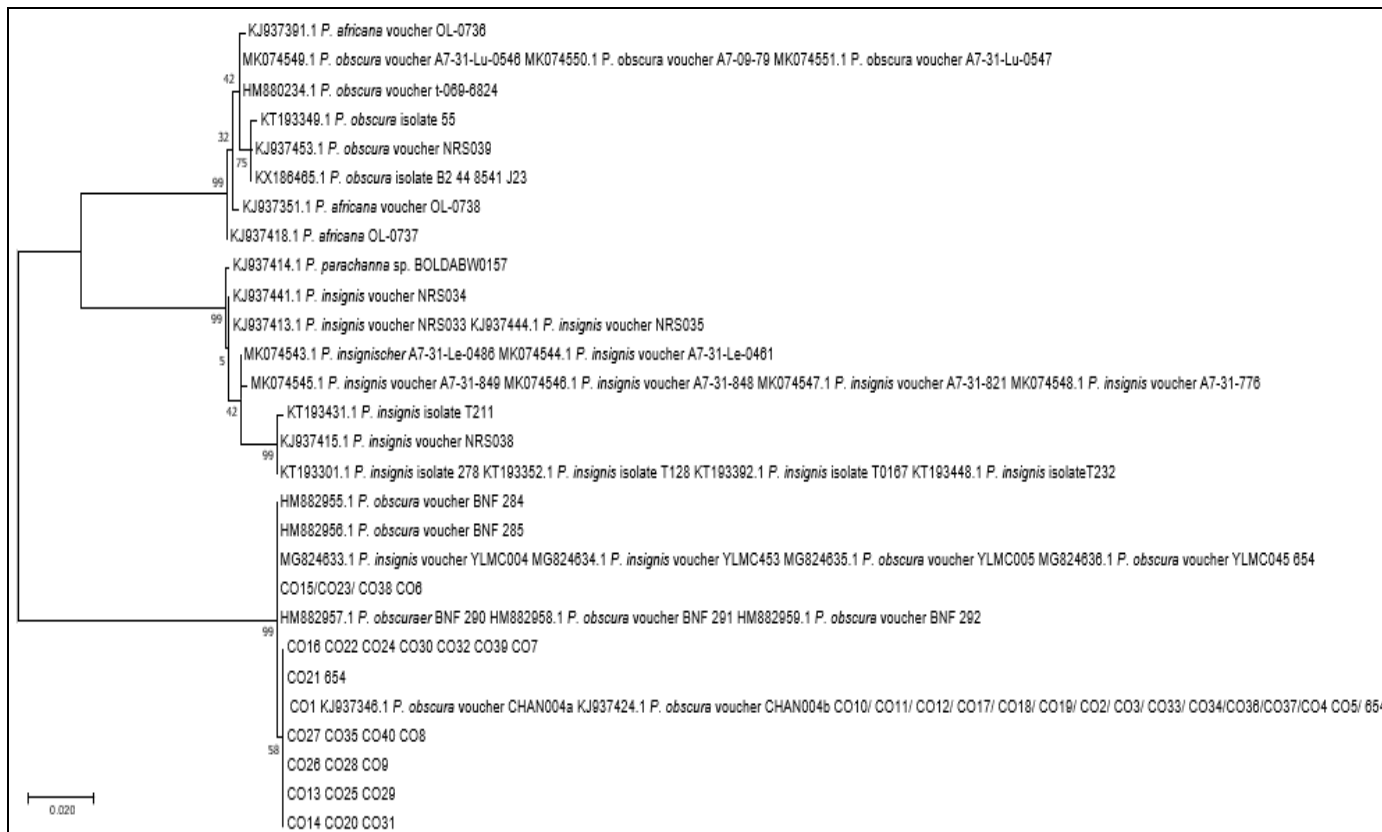 KJ937391.1 P. africana voucher OL-0736
MK074549.1 P. obscura voucher A7-31-Lu-0546 MK074550.1 P. obscura voucher A7-09-79 MK074551.1 P. obscura voucher A7-31-Lu-0547
42
HM880234.1 P. obscura voucher t-069-6824
KT193349.1 P. obscura isolate 55
32
KJ937453.1 P. obscura voucher NRS039
75
KX186465.1 P. obscura isolate B2 44 8541 J23
99
KJ937351.1 P. africana voucher OL-0738
KJ937418.1 P. africana OL-0737
KJ937414.1 P. parachanna sp. BOLDABW0157
KJ937441.1 P. insignis voucher NRS034
99
KJ937413.1 P. insignis voucher NRS033 KJ937444.1 P. insignis voucher NRS035
5
MK074543.1 P. insignischer A7-31-Le-0486 MK074544.1 P. insignis voucher A7-31-Le-0461
MK074545.1 P. insignis voucher A7-31-849 MK074546.1 P. insignis voucher A7-31-848 MK074547.1 P. insignis voucher A7-31-821 MK074548.1 P. insignis voucher A7-31-776
42
KT193431.1 P. insignis isolate T211
KJ937415.1 P. insignis voucher NRS038
99
KT193301.1 P. insignis isolate 278 KT193352.1 P. insignis isolate T128 KT193392.1 P. insignis isolate T0167 KT193448.1 P. insignis isolateT232
HM882955.1 P. obscura voucher BNF 284
HM882956.1 P. obscura voucher BNF 285
MG824633.1 P. insignis voucher YLMC004 MG824634.1 P. insignis voucher YLMC453 MG824635.1 P. obscura voucher YLMC005 MG824636.1 P. obscura voucher YLMC045 654
CO15/CO23/ CO38 CO6
HM882957.1 P. obscuraer BNF 290 HM882958.1 P. obscura voucher BNF 291 HM882959.1 P. obscura voucher BNF 292
99
CO16 CO22 CO24 CO30 CO32 CO39 CO7
CO21 654
CO1 KJ937346.1 P. obscura voucher CHAN004a KJ937424.1 P. obscura voucher CHAN004b CO10/ CO11/ CO12/ CO17/ CO18/ CO19/ CO2/ CO3/ CO33/ CO34/CO36/CO37/CO4 CO5/ 654
CO27 CO35 CO40 CO8
58
CO26 CO28 CO9
CO13 CO25 CO29
0.020
CO14 CO20 CO31